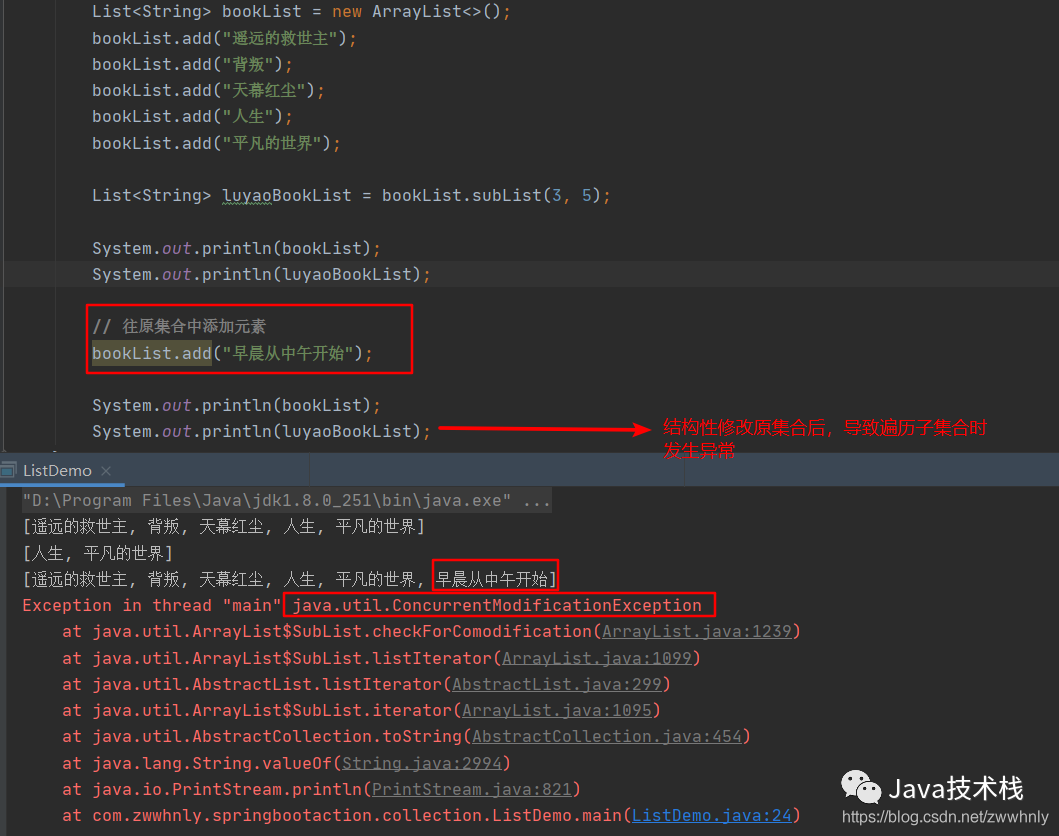 List<String> bookList = new ArrayList<>();
bookList.add("遥远的救世主");
bookList.add("背叛");
bookList.add("天幕红尘");
bookList.add("人生");
bookList.add("平凡的世界");
List<String> luyaoBookList = bookList.subList(3, 5);
System.out.println(bookList);
System.out.println(luyaoBookList);
// 往原集合中添加元素
bookList.add("早晨从中午开始");
System.out.println(bookList);
System.out.println(luyaoBookList);
结构性修改原集合后，导致遍历子集合时
发生异常
ListDemo ×
"D:\Program Files\Java\jdk1.8.0_251\bin\java.exe" ...
[遥远的救世主, 背叛, 天幕红尘, 人生, 平凡的世界]
[人生, 平凡的世界]
[遥远的救世主, 背叛, 天幕红尘, 人生, 平凡的世界, 早晨从中午开始]
Exception in thread "main" java.util.ConcurrentModificationException
at java.util.ArrayList$SubList.checkForComodification(ArrayList.java:1239)
at java.util.ArrayList$SubList.listIterator(ArrayList.java:1099)
at java.util.AbstractList.listIterator(AbstractList.java:299)
at java.util.ArrayList$SubList.iterator(ArrayList.java:1095)
at java.util.AbstractCollection.toString(AbstractCollection.java:454)
at java.lang.String.valueOf(String.java:2994)
at java.io.PrintStream.println(PrintStream.java:821)
at com.zwwhnly.springbootaction.collection.ListDemo.main(ListDemo.java:24)
Java技术栈
https://blog.csdn.net/zwwhnly